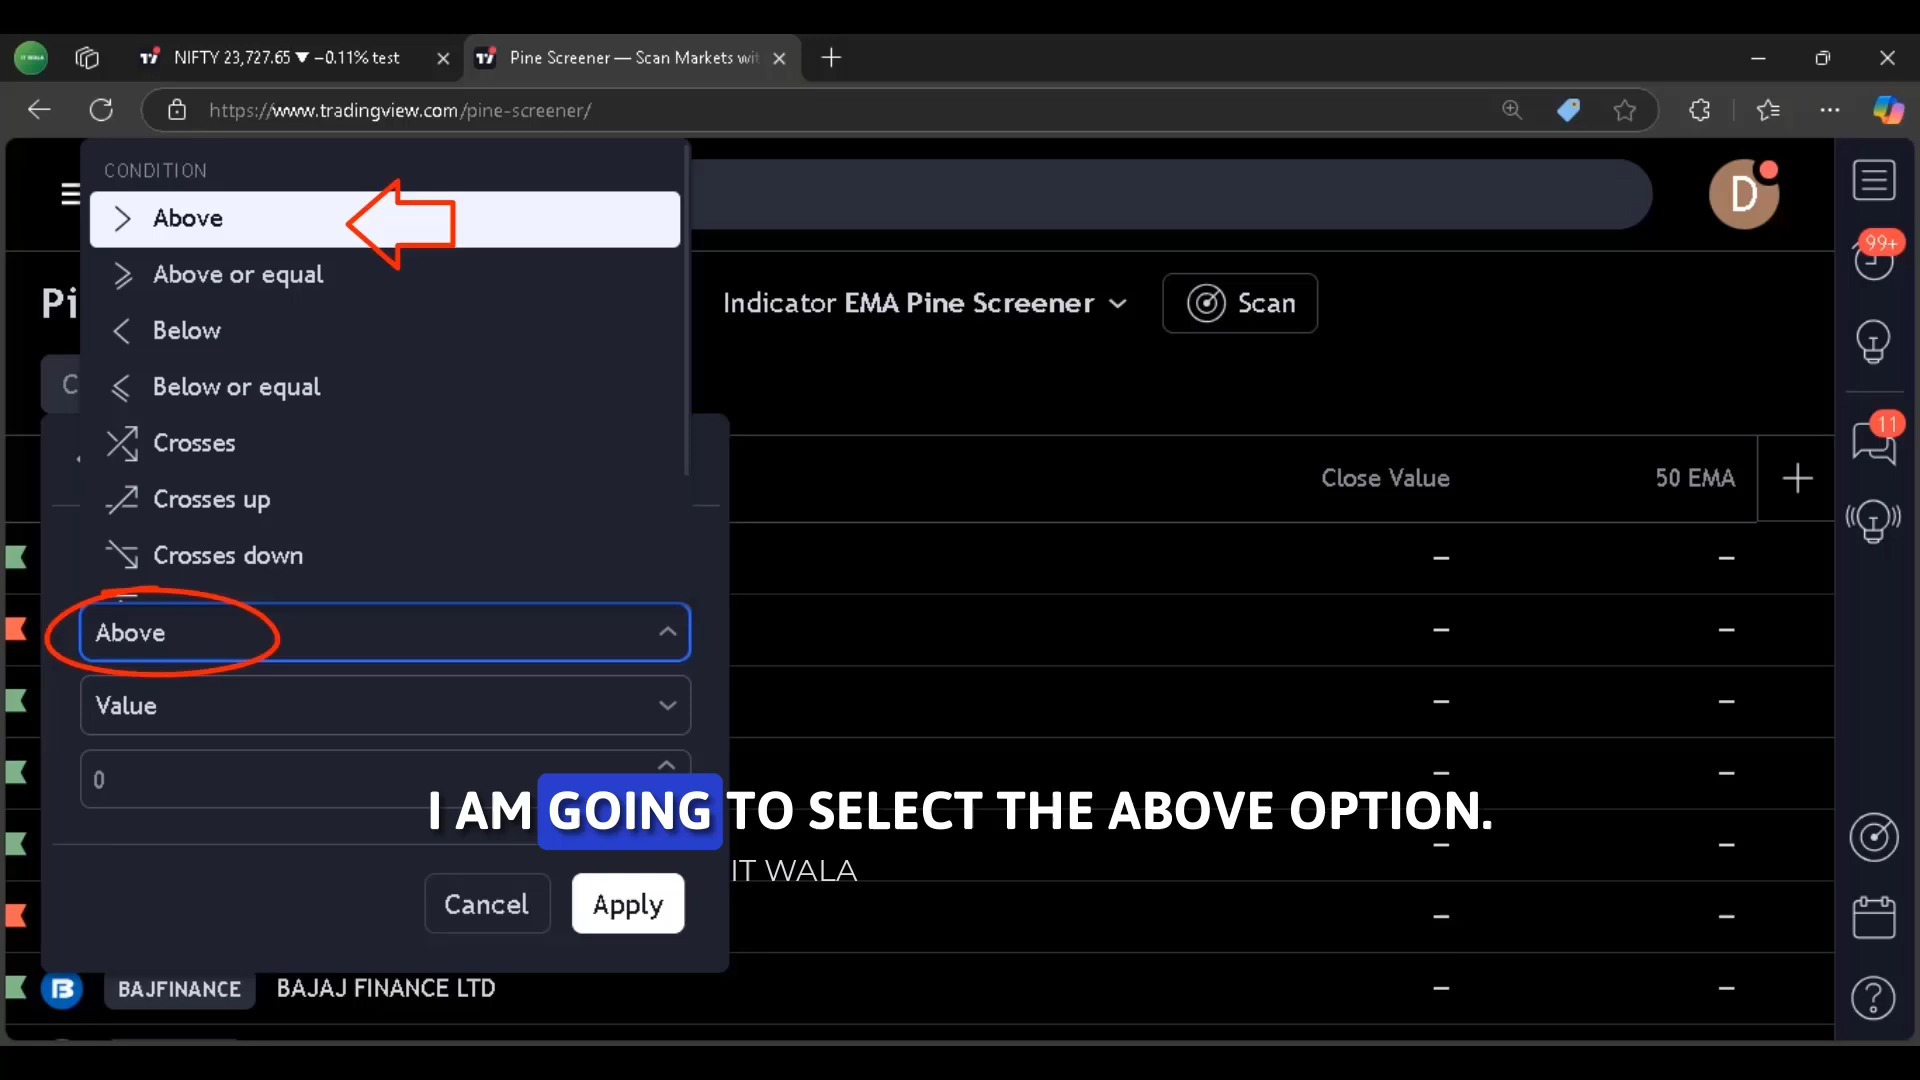 NIFTY 23,727.65 ▼ −0.11% test
Pine Screener — Scan Markets wit
https://www.tradingview.com/pine-screener/
CONDITION
Above
Above or equal
Below
Below or equal
Crosses
Crosses up
Crosses down
D
99+
Pi
Indicator EMA Pine Screener
Scan
11
Close Value
50 EMA
Above
Value
0
I AM GOING TO SELECT THE ABOVE OPTION.
IT WALA
Cancel
Apply
BAJFINANCE
BAJAJ FINANCE LTD